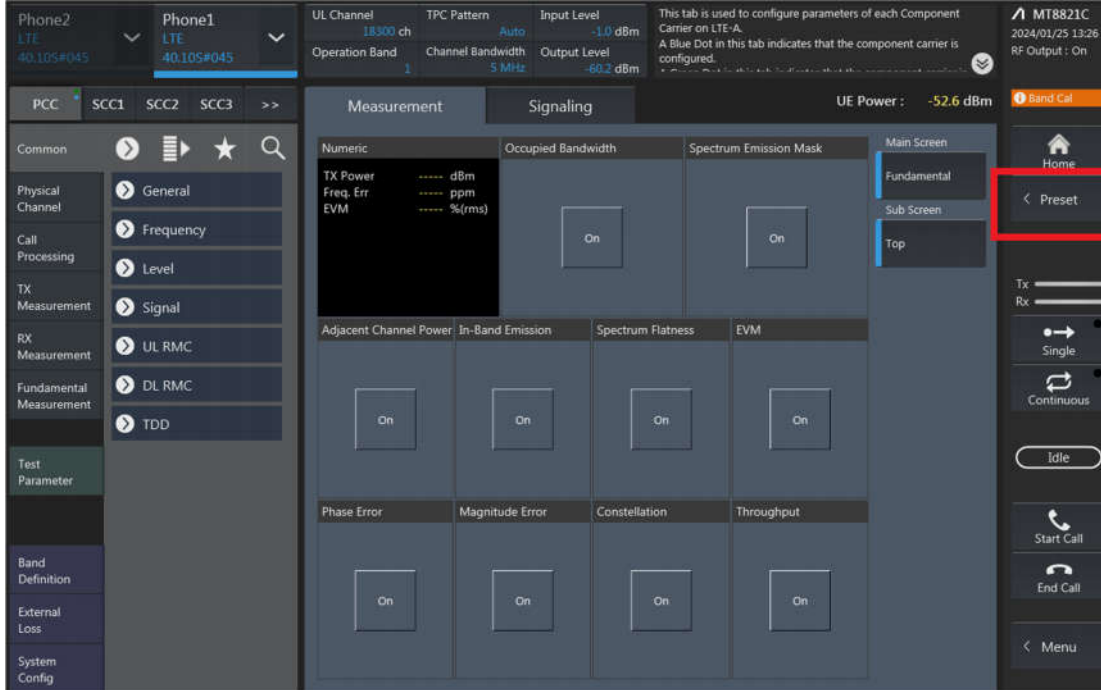 Phone2
LTE
40.10S#045
Phone1
LTE
40.10S#045
UL Channel
18300 ch
TPC Pattern
Auto
Input Level
-1.0 dBm
Operation Band
1
Channel Bandwidth
5 MHz
Output Level
-60.2 dBm
This tab is used to configure parameters of each Component
Carrier on LTE-A.
A Blue Dot in this tab indicates that the component carrier is
configured.
MT8821C
2024/01/25 13:26
RF Output : On
PCC
SCC1
SCC2
SCC3
>>
Measurement
Signaling
UE Power : -52.6 dBm
Band Cal
Common
Physical
Channel
Call
Processing
TX
Measurement
RX
Measurement
Fundamental
Measurement
Test
Parameter
Band
Definition
External
Loss
System
Config
General
Frequency
Level
Signal
UL RMC
DL RMC
TDD
Numeric
TX Power ----- dBm
Freq. Err ----- ppm
EVM ----- %(rms)
Occupied Bandwidth
On
Spectrum Emission Mask
On
Adjacent Channel Power
On
In-Band Emission
On
Spectrum Flatness
On
EVM
On
Phase Error
On
Magnitude Error
On
Constellation
On
Throughput
On
Main Screen
Fundamental
Sub Screen
Top
Home
< Preset
Tx
Rx
Single
Continuous
Idle
Start Call
End Call
< Menu